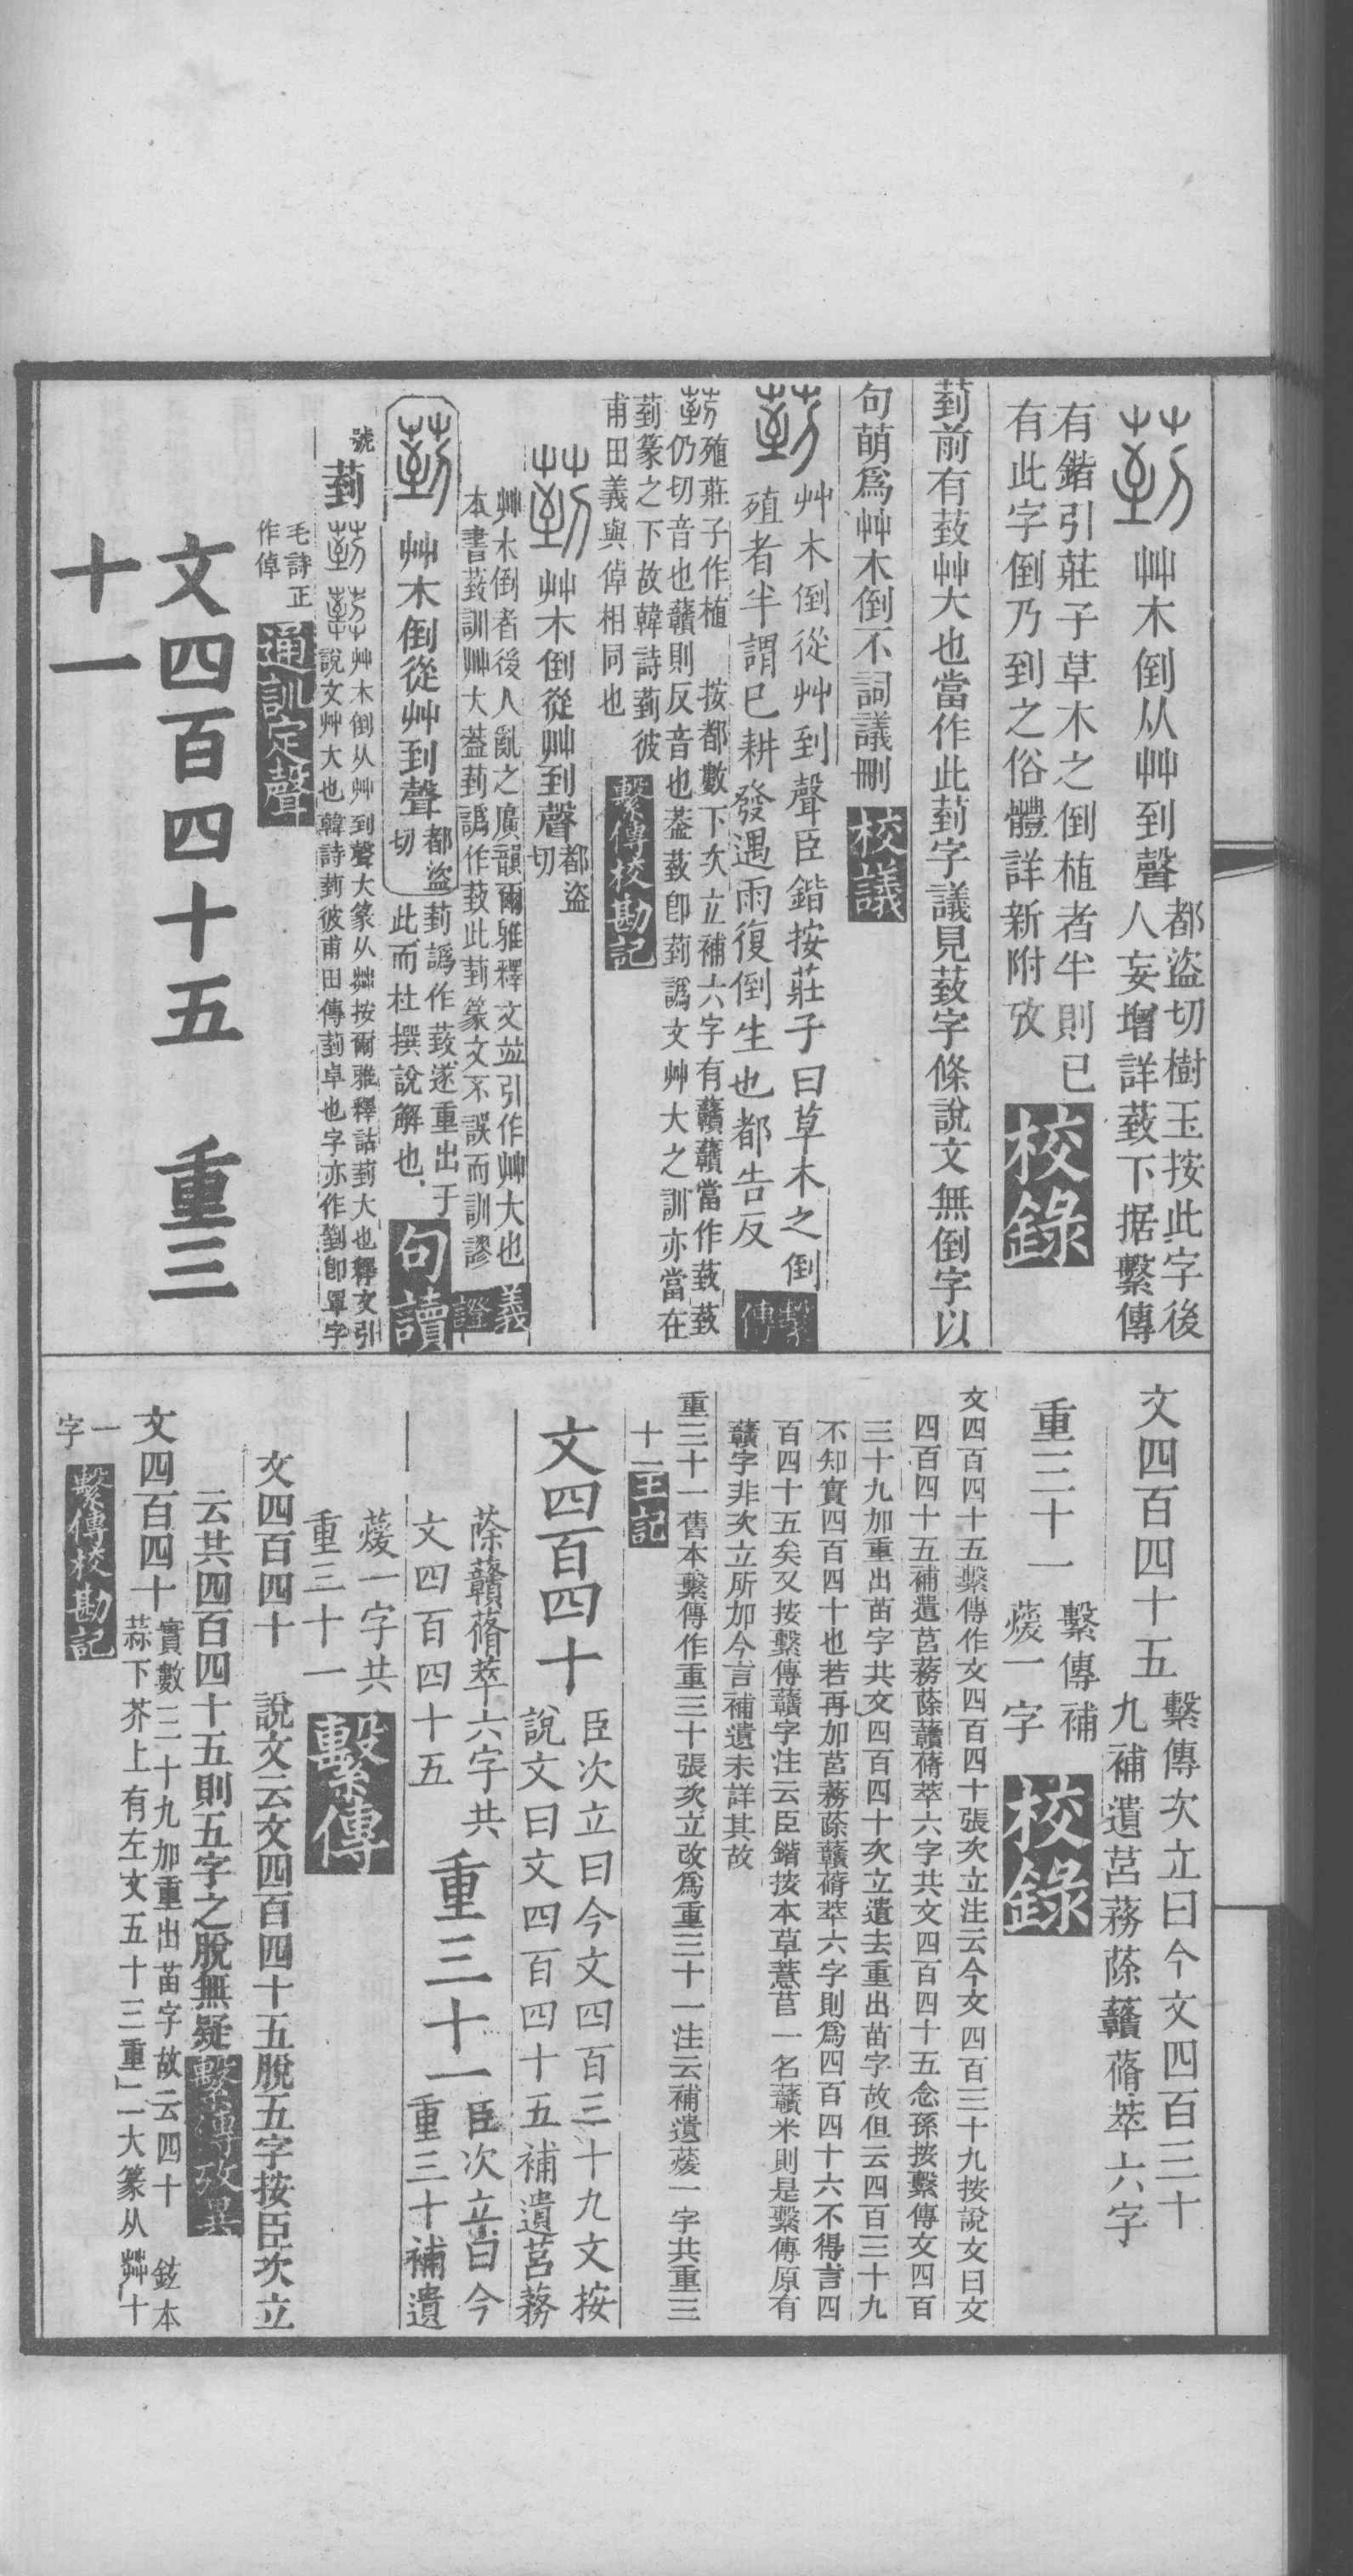 菿艸木倒从艸到聲都盜切樹玉按此字後
人妄增詳菣下据繫傳
有鍇引莊子草木之倒植者半則已
有此字倒乃到之俗體詳新附攷校錄
菿前有菣艸大也當作此菿字議見菣字條說文無倒字以
句萌爲艸木倒不詞議刪校議
菿艸木倒從艸到聲臣鍇按莊子曰草木之倒
殖者半謂已耕發遇雨復倒生也都告反繫傳
菿殖莊子作植 按都數下次立補六字有䕪䕪當作菣菣
仍切音也䕪則反音也葢菣卽菿譌文艸大之訓亦當在
菿篆之下故韓詩菿彼
甫田義與倬相同也繫傳校勘記
菿艸木倒從艸到聲都盜
切
艸木倒者後人亂之廣韻爾雅釋文並引作艸大也
本書菣訓艸大葢菿譌作菣此菿篆文不誤而訓謬義證
菿艸木倒從艸到聲都盜
切菿譌作菣遂重出于
此而杜撰說解也句讀
號菿艸木倒从艸到聲大篆从茻按爾雅釋詁菿大也釋文引
說文艸大也韓詩菿彼甫田傳菿卓也字亦作㔍卽罩字
毛詩正
作倬通訓定聲
文四百四十五 重三
十一
文四百四十五繫傳次立曰今文四百三十
九補遺莒蓩蒢䕪蓨萃六字
重三十一繫傳補
薆一字校錄
文四百四十五繫傳作文四百四十張次立注云今文四百三十九按說文曰文
四百四十五補遺莒蓩蒢䕪蓨萃六字共文四百四十五念孫按繫傳文四百
三十九加重出苗字共文四百四十次立遺去重出苗字故但云四百三十九
不知實四百四十也若再加莒蓩蒢䕪蓨萃六字則爲四百四十六不得言四
百四十五矣又按繫傳䕪字注云臣鍇按本草薏苢一名䕪米則是繫傳原有
䕪字非次立所加今言補遺未詳其故
重三十一舊本繫傳作重三十張次立改爲重三十一注云補遺薆一字共重三
十一王記
文四百四十臣次立曰今文四百三十九文按
說文曰文四百四十五補遺莒蓩
蒢䕪蓨萃六字共
文四百四十五重三十一臣次立曰今
重三十補遺
薆一字共
重三十一繫傳
文四百四十 說文云文四百四十五脫五字按臣次立
云共四百四十五則五字之脫無疑繫傳攷異
文四百四十實數三十九加重出苗字故云四十 鉉本
蒜下芥上有左文五十三重二大篆从茻十
一
字繫傳校勘記